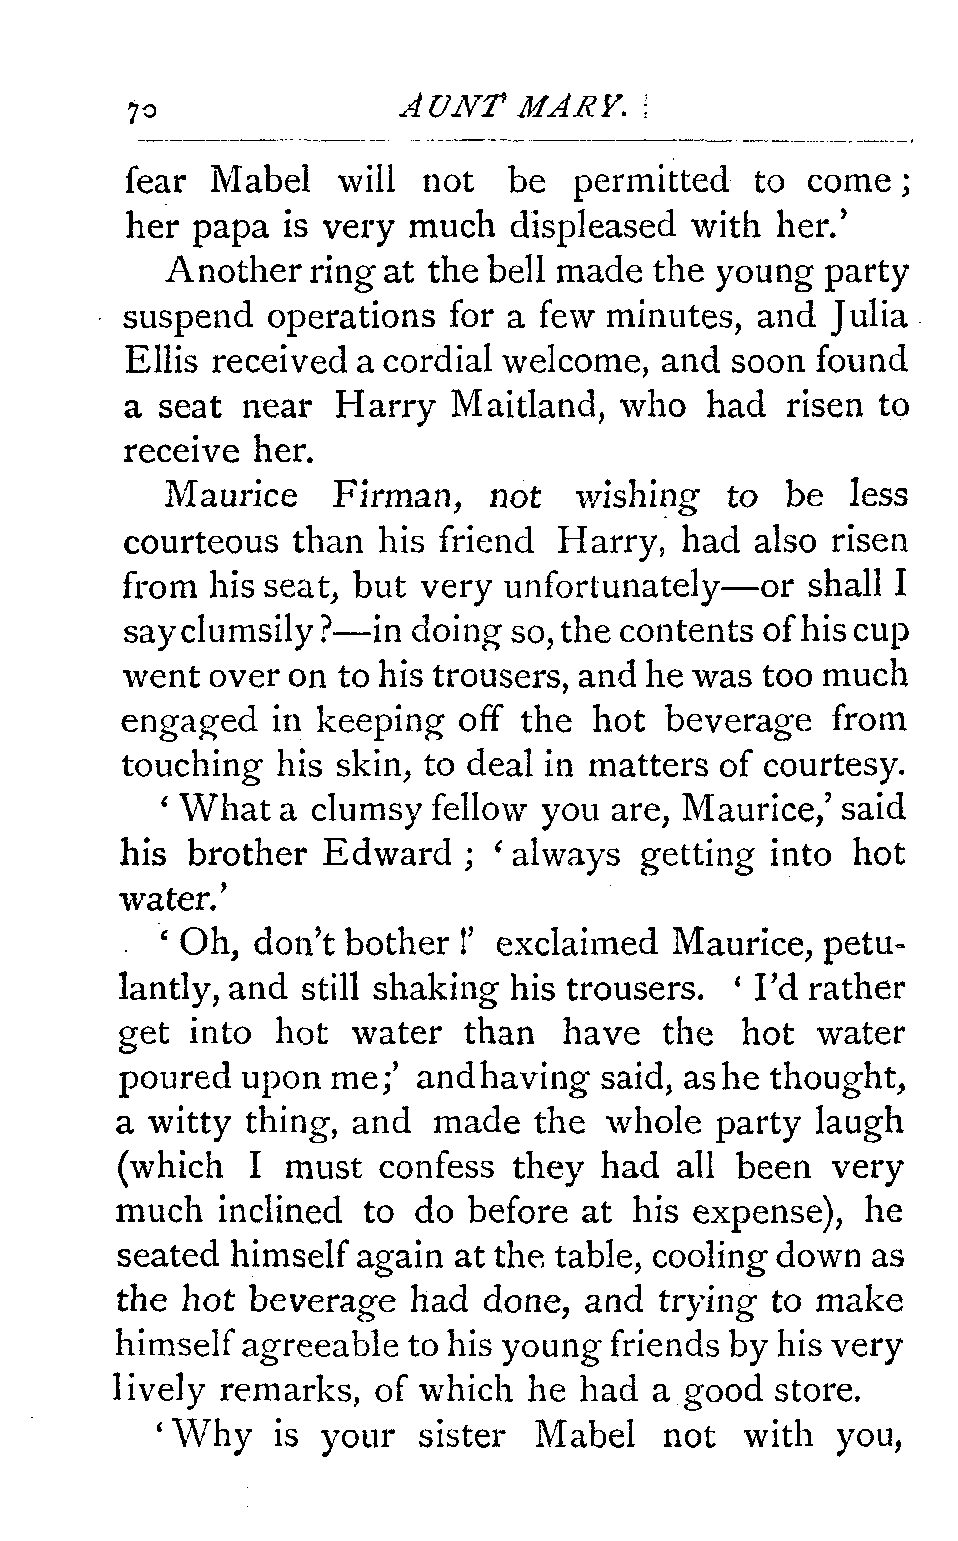 70 AUNT MARY.
fear Mabel will not be permitted to come;
her papa is very much displeased with her.'
Another ring at the bell made the young party
suspend operations for a few minutes, and Julia
Ellis received a cordial welcome, and soon found
a seat near Harry Maitland, who had risen to
receive her.
Maurice Firman, not wishing to be less
courteous than his friend Harry, had also risen
from his seat, but very unfortunately—or shall I
say clumsily?—in doing so, the contents of his cup
went over on to his trousers, and he was too much
engaged in keeping off the hot beverage from
touching his skin, to deal in matters of courtesy.
'What a clumsy fellow you are, Maurice,' said
his brother Edward; 'always getting into hot
water.'
'Oh, don't bother!' exclaimed Maurice, petu-
lantly, and still shaking his trousers. 'I'd rather
get into hot water than have the hot water
poured upon me;' and having said, as he thought,
a witty thing, and made the whole party laugh
(which I must confess they had all been very
much inclined to do before at his expense), he
seated himself again at the table, cooling down as
the hot beverage had done, and trying to make
himself agreeable to his young friends by his very
lively remarks, of which he had a good store.
'Why is your sister Mabel not with you,